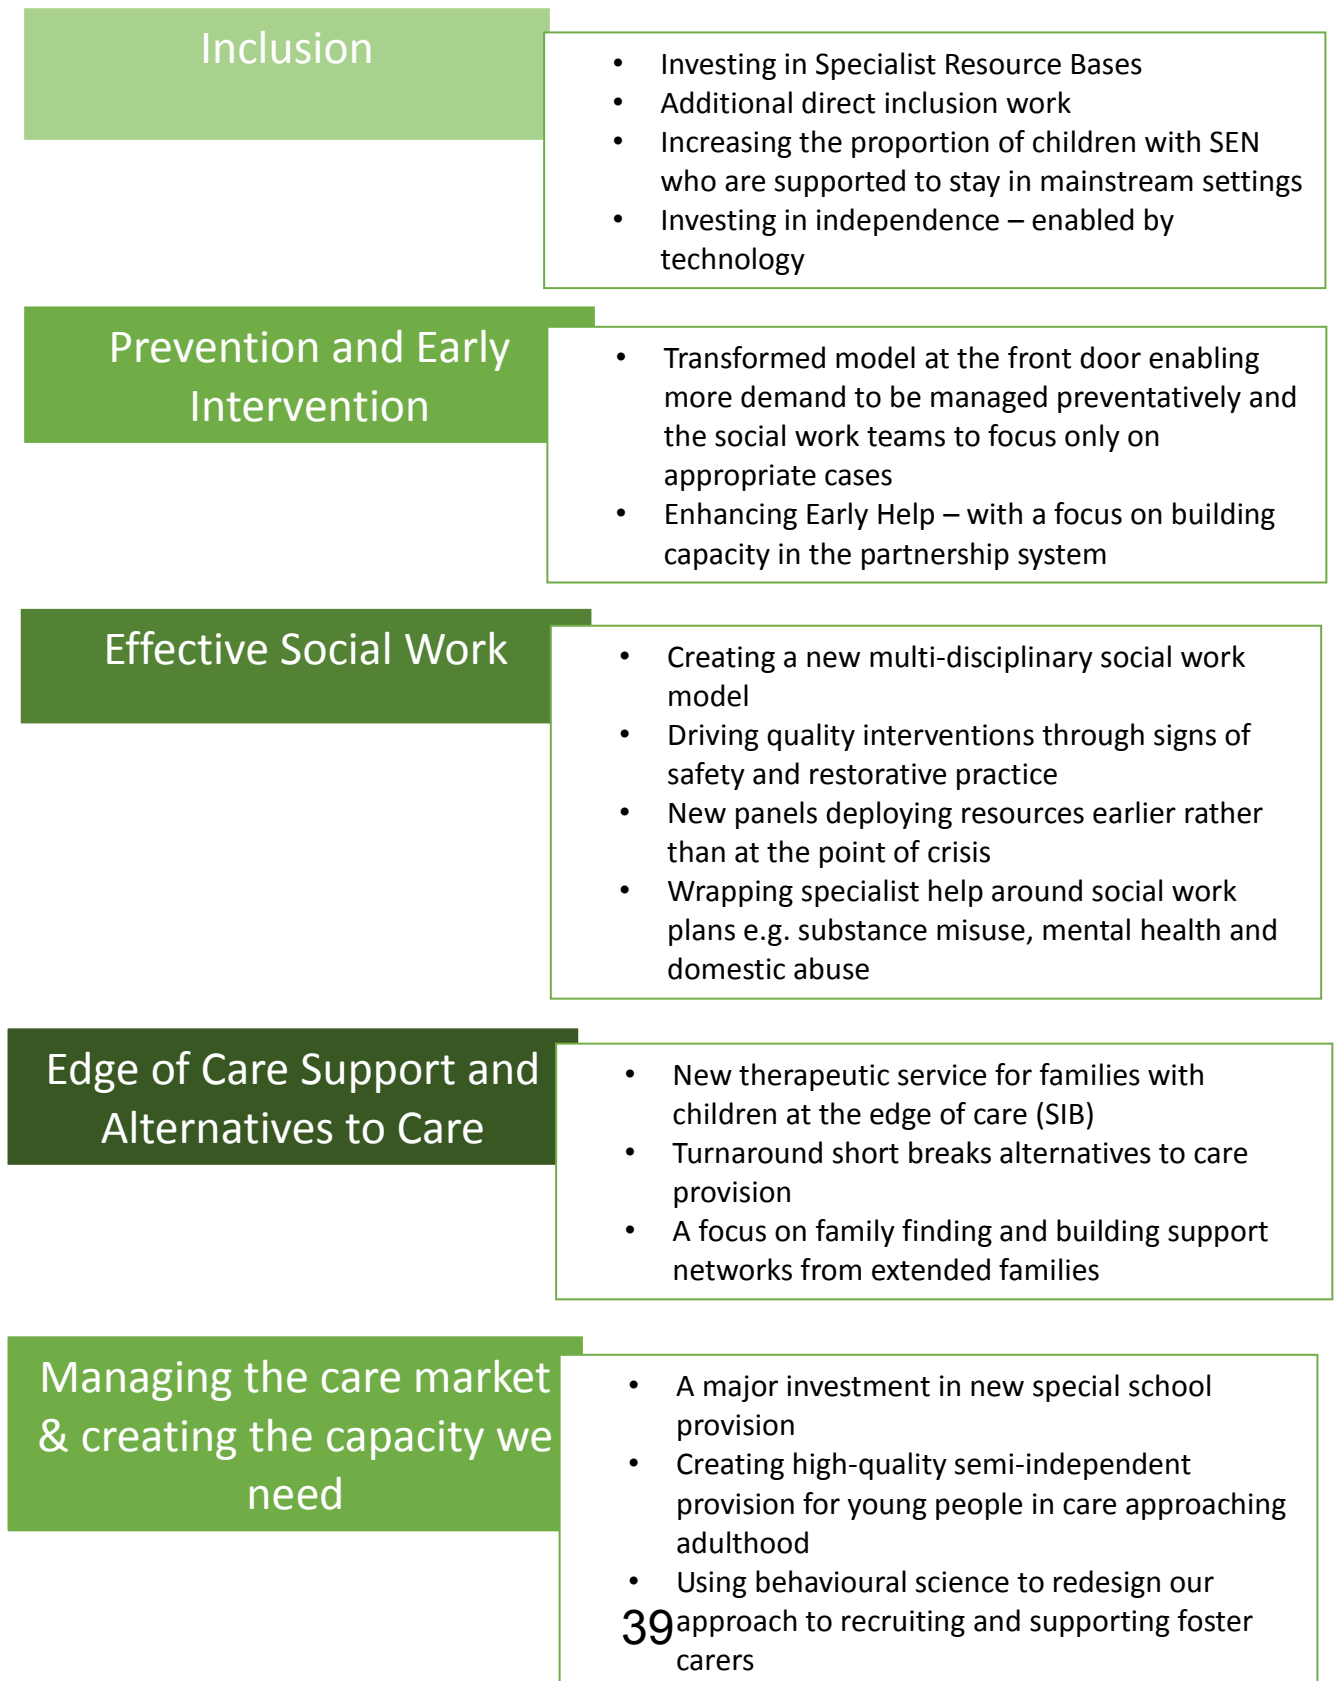 Inclusion
• Investing in Specialist Resource Bases
• Additional direct inclusion work
• Increasing the proportion of children with SEN
who are supported to stay in mainstream settings
• Investing in independence – enabled by
technology
Prevention and Early
Intervention
• Transformed model at the front door enabling
more demand to be managed preventatively and
the social work teams to focus only on
appropriate cases
• Enhancing Early Help – with a focus on building
capacity in the partnership system
Effective Social Work
• Creating a new multi-disciplinary social work
model
• Driving quality interventions through signs of
safety and restorative practice
• New panels deploying resources earlier rather
than at the point of crisis
• Wrapping specialist help around social work
plans e.g. substance misuse, mental health and
domestic abuse
Edge of Care Support and
Alternatives to Care
• New therapeutic service for families with
children at the edge of care (SIB)
• Turnaround short breaks alternatives to care
provision
• A focus on family finding and building support
networks from extended families
Managing the care market
& creating the capacity we
need
• A major investment in new special school
provision
• Creating high-quality semi-independent
provision for young people in care approaching
adulthood
• Using behavioural science to redesign our
approach to recruiting and supporting foster
carers
39